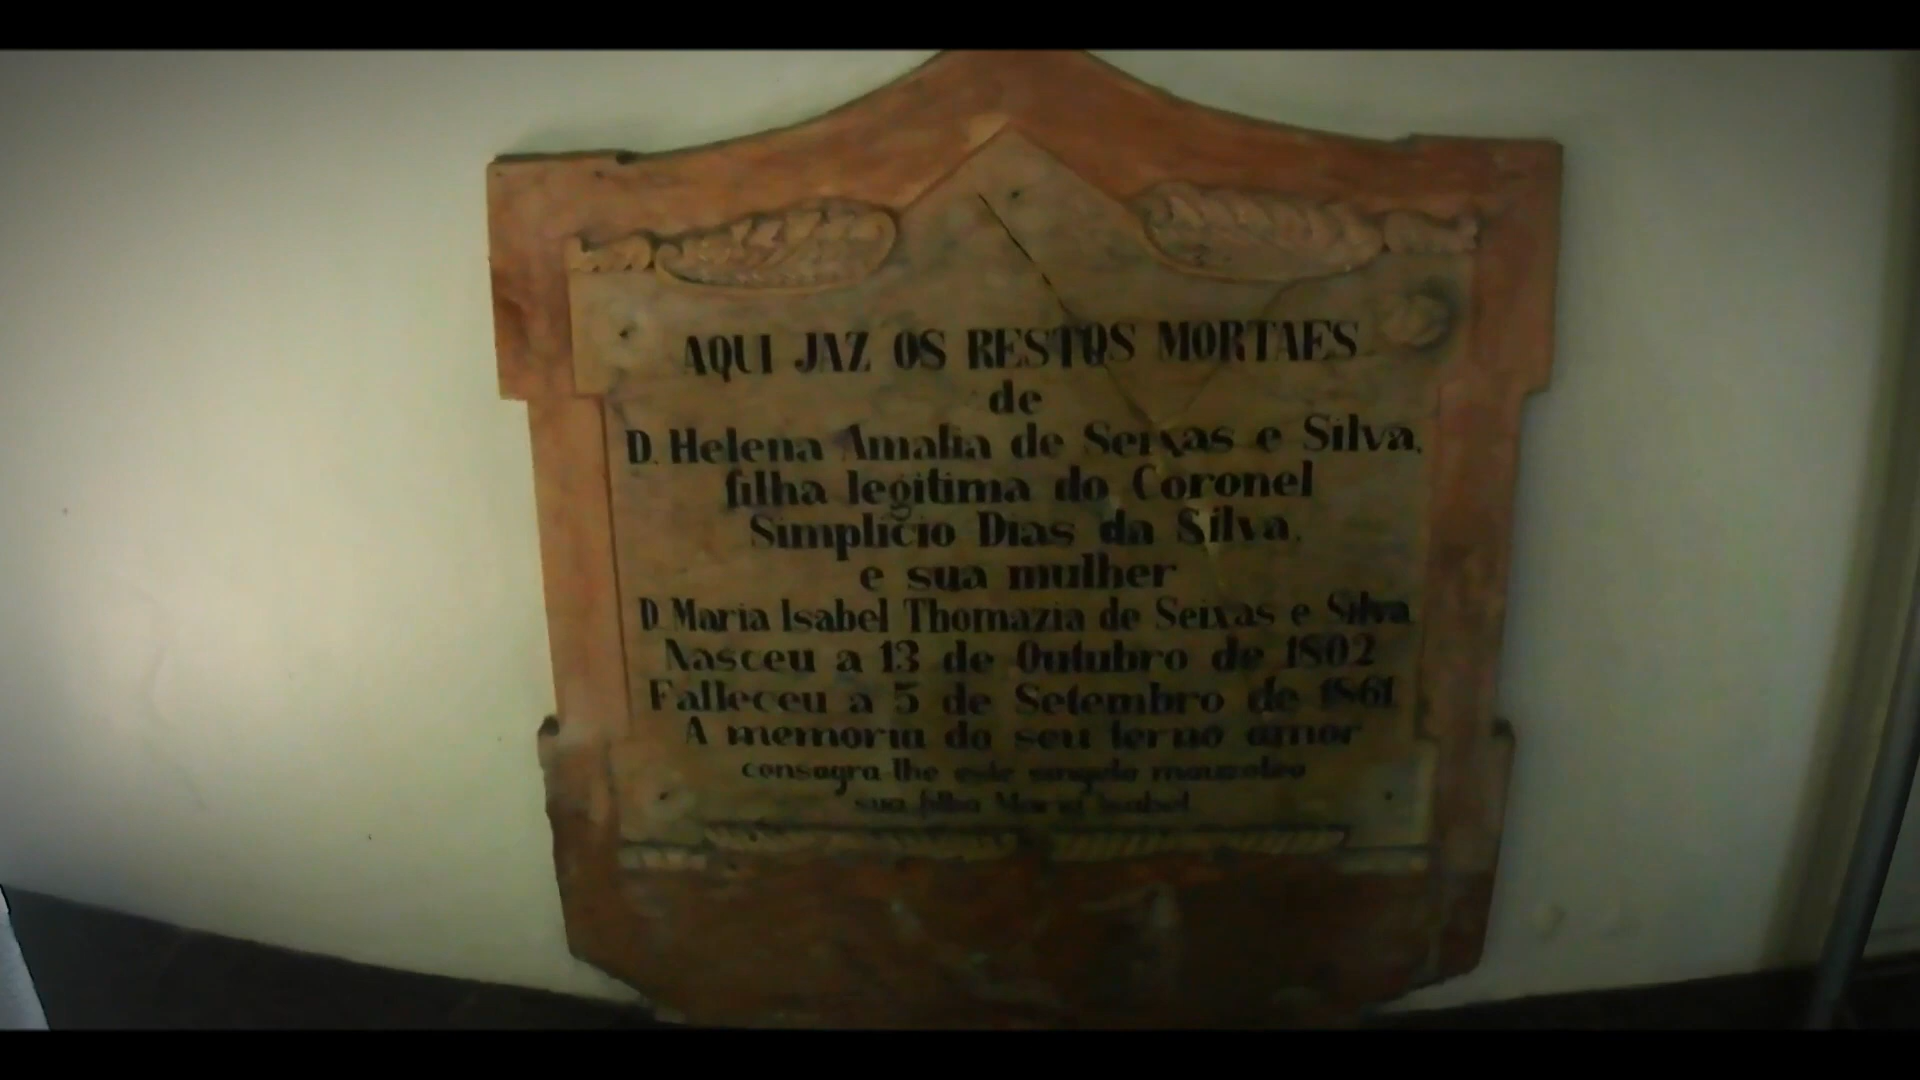 AQUI JAZ OS RESTOS MORTAES
de
D. Helena Amalia de Seixas e Silva,
filha legitima do Coronel
Simplicio Dias da Silva,
e sua mulher
D. Maria Isabel Thomazia de Seixas e Silva
Nasceu a 13 de Outubro de 1802
Falleceu a 5 de Setembro de 1861
A memoria do seu terno amor
consagra-lhe este singelo mauzoleo
sua filha Maria Isabel